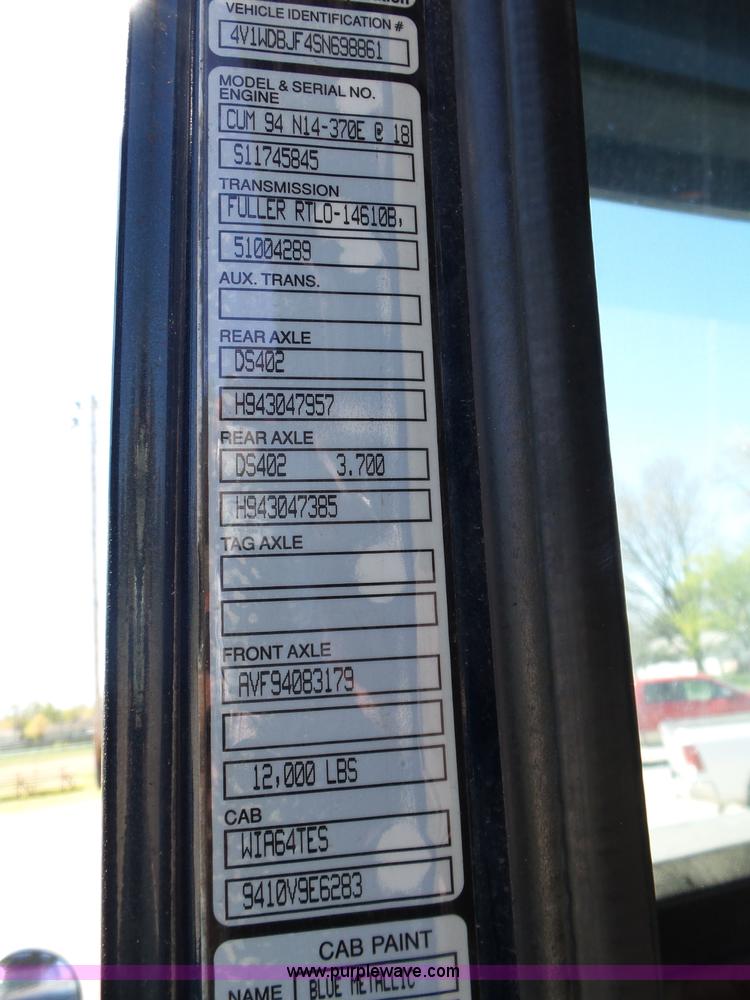 VEHICLE IDENTIFICATION #
4V1WDBJF4SN698861
MODEL & SERIAL NO.
ENGINE
CUM 94 N14-370E @ 18
S11745845
TRANSMISSION
FULLER RTLO-14610B,
51004289
AUX. TRANS.
REAR AXLE
DS402
H943047957
REAR AXLE
DS402 3.700
H943047385
TAG AXLE
FRONT AXLE
AVF94083179
12,000 LBS
CAB
WIA64TES
9410V9E6283
CAB PAINT
NAME BLUE METALLIC
www.purplewave.com